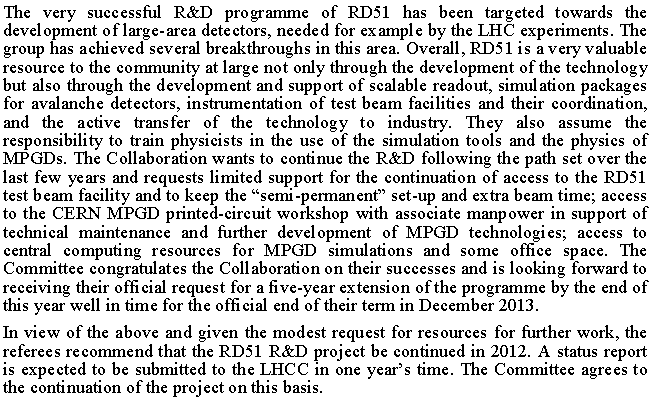 The very successful R&D programme of RD51 has been targeted towards the
development of large-area detectors, needed for example by the LHC experiments. The
group has achieved several breakthroughs in this area. Overall, RD51 is a very valuable
resource to the community at large not only through the development of the technology
but also through the development and support of scalable readout, simulation packages
for avalanche detectors, instrumentation of test beam facilities and their coordination,
and the active transfer of the technology to industry. They also assume the
responsibility to train physicists in the use of the simulation tools and the physics of
MPGDs. The Collaboration wants to continue the R&D following the path set over the
last few years and requests limited support for the continuation of access to the RD51
test beam facility and to keep the “semi-permanent” set-up and extra beam time; access
to the CERN MPGD printed-circuit workshop with associate manpower in support of
technical maintenance and further development of MPGD technologies; access to
central computing resources for MPGD simulations and some office space. The
Committee congratulates the Collaboration on their successes and is looking forward to
receiving their official request for a five-year extension of the programme by the end of
this year well in time for the official end of their term in December 2013.
In view of the above and given the modest request for resources for further work, the
referees recommend that the RD51 R&D project be continued in 2012. A status report
is expected to be submitted to the LHCC in one year’s time. The Committee agrees to
the continuation of the project on this basis.